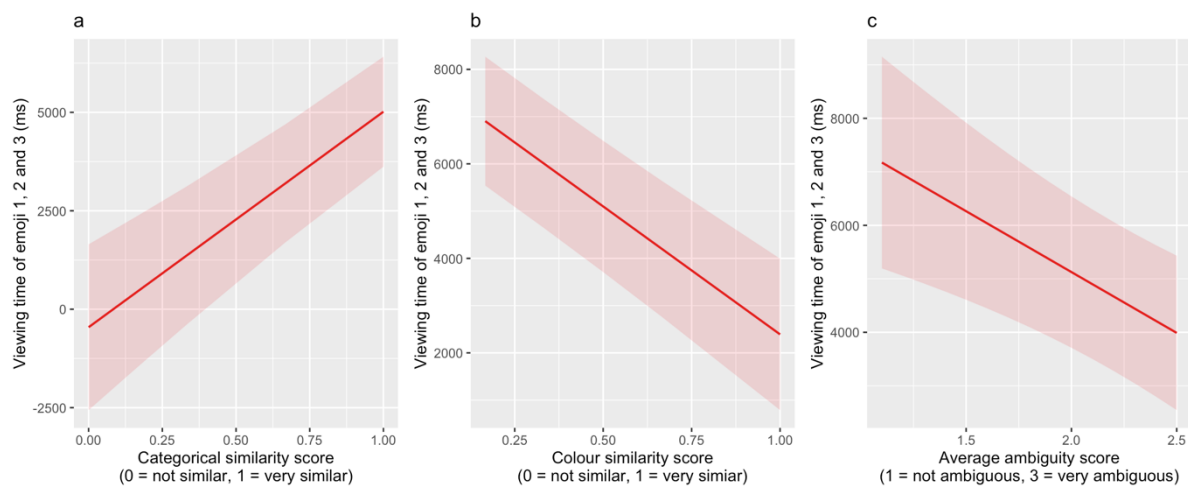 a
Viewing time of emoji 1, 2 and 3 (ms)
5000
2500
0
-2500
0.00 0.25 0.50 0.75 1.00
Categorical similarity score
(0 = not similar, 1 = very similar)
b
Viewing time of emoji 1, 2 and 3 (ms)
8000
6000
4000
2000
0.25 0.50 0.75 1.00
Colour similarity score
(0 = not similar, 1 = very simiar)
c
Viewing time of emoji 1, 2 and 3 (ms)
8000
6000
4000
1.5 2.0 2.5
Average ambiguity score
(1 = not ambiguous, 3 = very ambiguous)